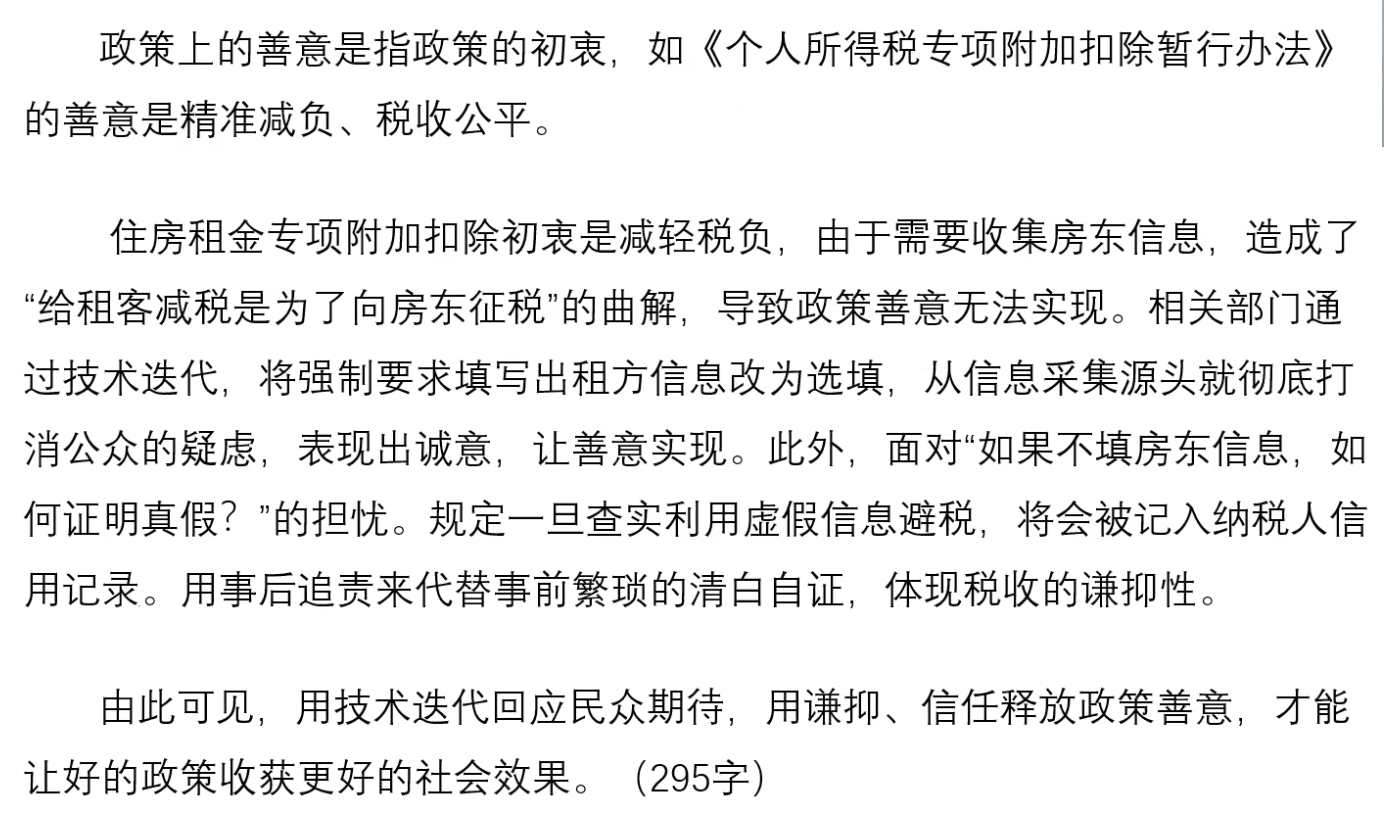 政策上的善意是指政策的初衷，如《个人所得税专项附加扣除暂行办法》
的善意是精准减负、税收公平。
住房租金专项附加扣除初衷是减轻税负，由于需要收集房东信息，造成了
“给租客减税是为了向房东征税”的曲解，导致政策善意无法实现。相关部门通
过技术迭代，将强制要求填写出租方信息改为选填，从信息采集源头就彻底打
消公众的疑虑，表现出诚意，让善意实现。此外，面对“如果不填房东信息，如
何证明真假？”的担忧。规定一旦查实利用虚假信息避税，将会被记入纳税人信
用记录。用事后追责来代替事前繁琐的清白自证，体现税收的谦抑性。
由此可见，用技术迭代回应民众期待，用谦抑、信任释放政策善意，才能
让好的政策收获更好的社会效果。（295字）